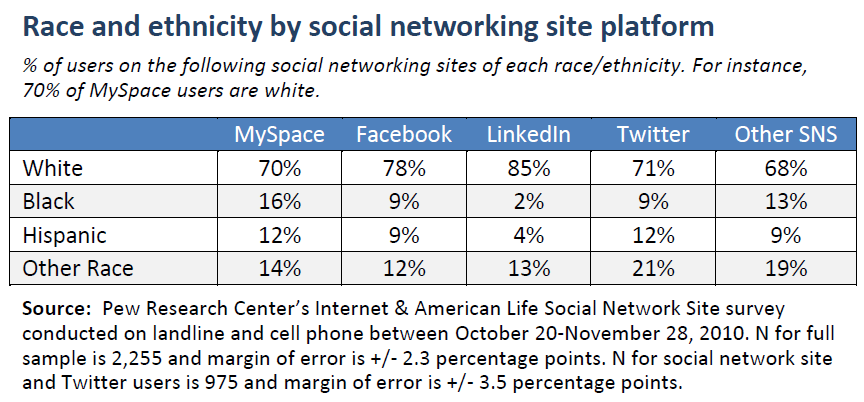 Race and ethnicity by social networking site platform
% of users on the following social networking sites of each race/ethnicity. For instance,
70% of MySpace users are white.
MySpace Facebook LinkedIn Twitter Other SNS
White 70% 78% 85% 71% 68%
Black 16% 9% 2% 9% 13%
Hispanic 12% 9% 4% 12% 9%
Other Race 14% 12% 13% 21% 19%
Source: Pew Research Center's Internet & American Life Social Network Site survey
conducted on landline and cell phone between October 20-November 28, 2010. N for full
sample is 2,255 and margin of error is +/- 2.3 percentage points. N for social network site
and Twitter users is 975 and margin of error is +/- 3.5 percentage points.